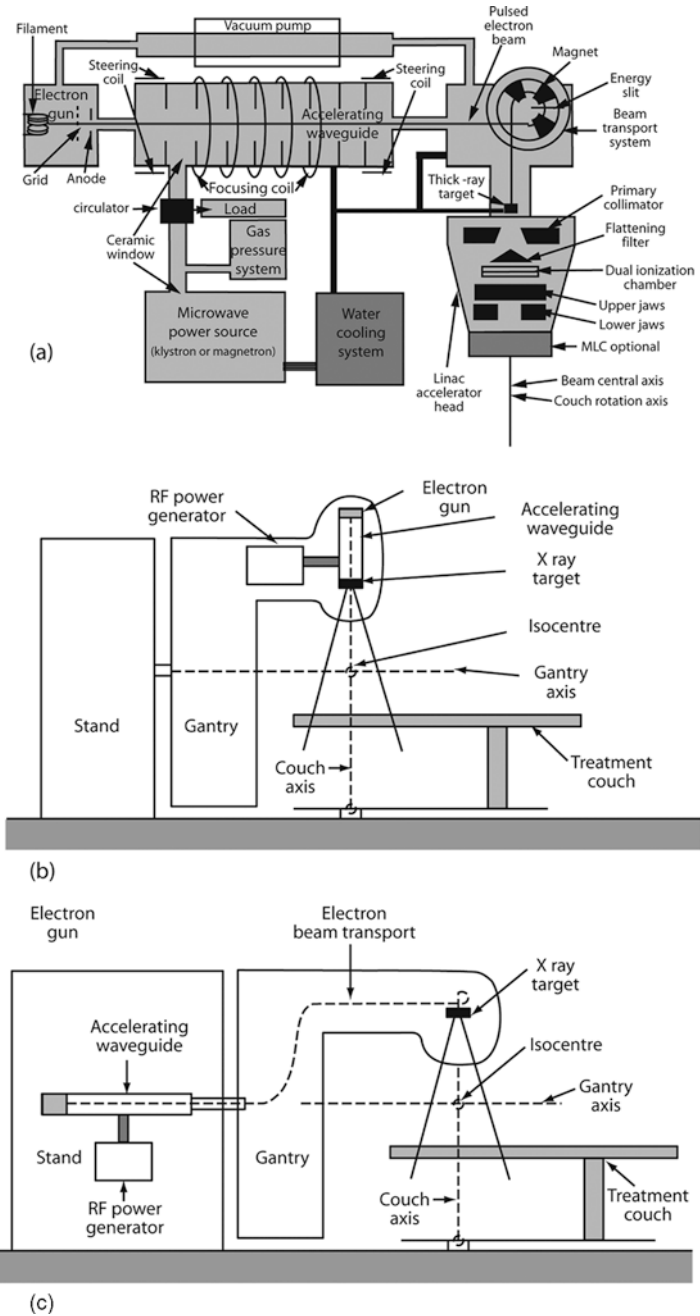 Filament
Vacuum pump
Pulsed
electron
beam
Magnet
Steering
coil
Steering
coil
Energy
slit
Electron
gun
Accelerating
waveguide
Beam
transport
system
Grid
Anode
Focusing coil
Thick -ray
target
circulator
Load
Primary
collimator
Gas
pressure
system
Flattening
filter
Ceramic
window
Dual ionization
chamber
Upper jaws
Lower jaws
Microwave
power source
(klystron or magnetron)
Water
cooling
system
MLC optional
(a)
Linac
accelerator
head
Beam central axis
Couch rotation axis
RF power
generator
Electron
gun
Accelerating
waveguide
X ray
target
Isocentre
Gantry
axis
Stand
Gantry
Couch
axis
Treatment
couch
(b)
Electron
gun
Electron
beam transport
X ray
target
Accelerating
waveguide
Isocentre
Gantry
axis
Stand
Gantry
RF power
generator
Couch
axis
Treatment
couch
(c)